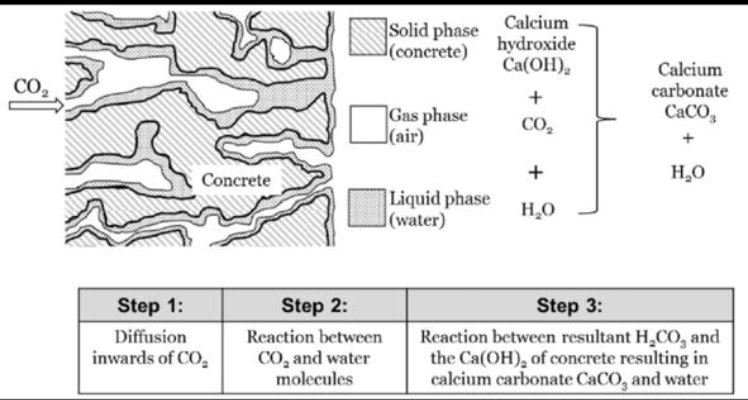 CO₂
Concrete
Solid phase
(concrete)
Gas phase
(air)
Liquid phase
(water)
Calcium
hydroxide
Ca(OH)₂
+
CO₂
+
H₂O
Calcium
carbonate
CaCO₃
+
H₂O
Step 1:
Diffusion
inwards of CO₂
Step 2:
Reaction between
CO₂ and water
molecules
Step 3:
Reaction between resultant H₂CO₃ and
the Ca(OH)₂ of concrete resulting in
calcium carbonate CaCO₃ and water